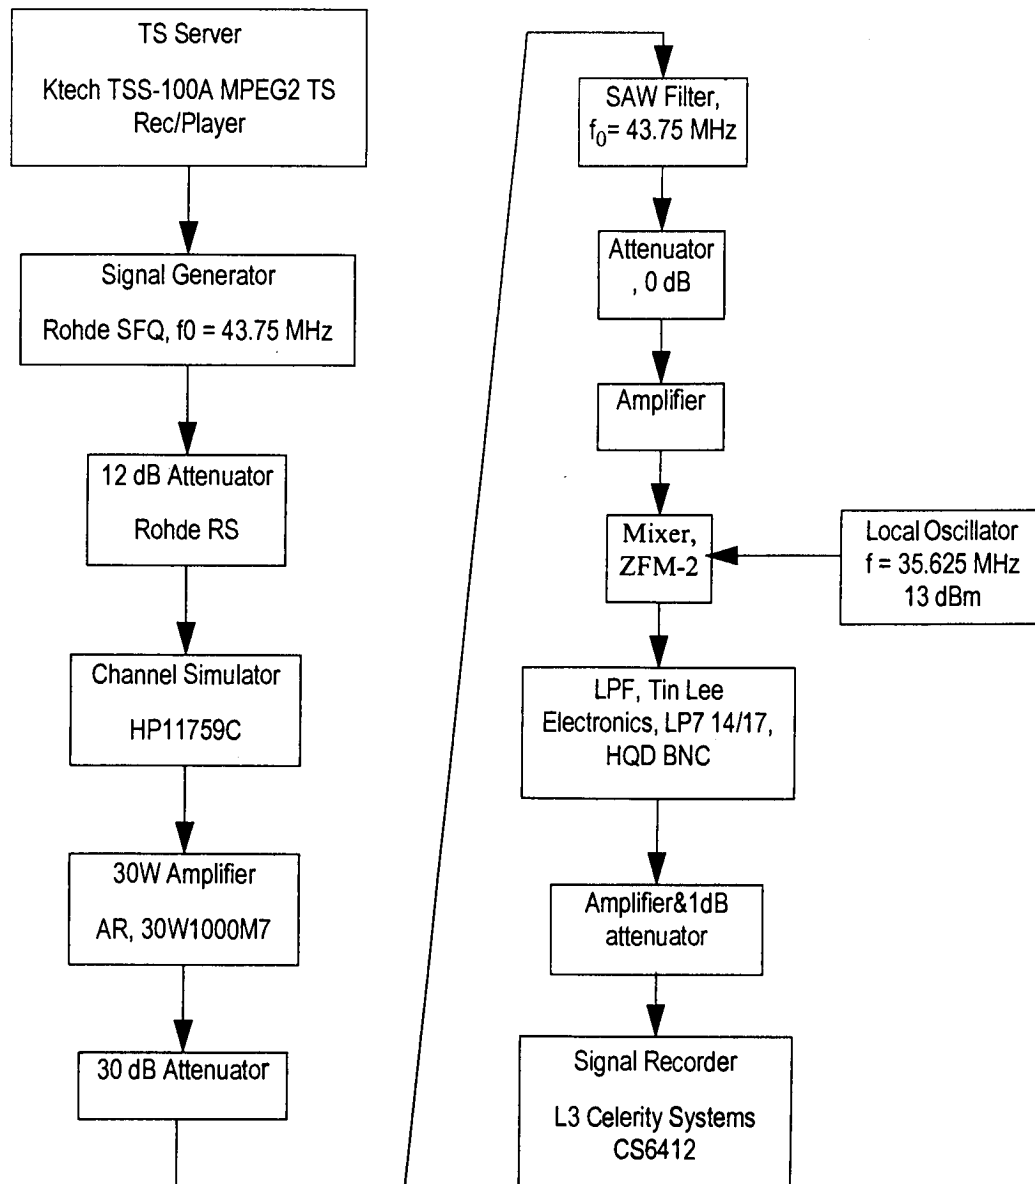 TS Server
Ktech TSS-100A MPEG2 TS
Rec/Player
Signal Generator
Rohde SFQ, f0 = 43.75 MHz
12 dB Attenuator
Rohde RS
Channel Simulator
HP11759C
30W Amplifier
AR, 30W1000M7
30 dB Attenuator
SAW Filter,
f₀= 43.75 MHz
Attenuator
, 0 dB
Amplifier
Mixer,
ZFM-2
Local Oscillator
f = 35.625 MHz
13 dBm
LPF, Tin Lee
Electronics, LP7 14/17,
HQD BNC
Amplifier&1dB
attenuator
Signal Recorder
L3 Celerity Systems
CS6412